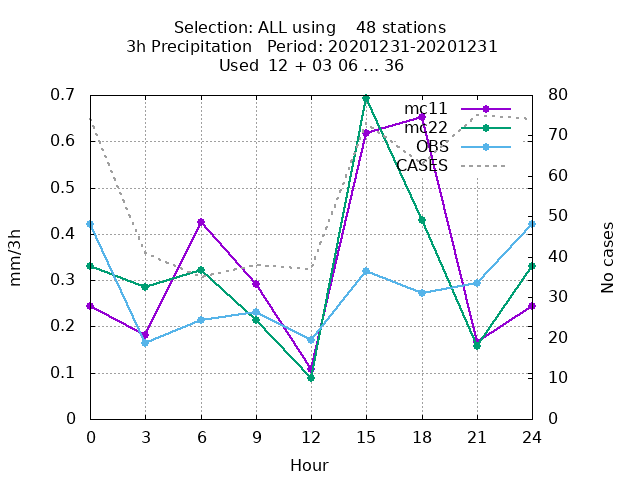 Selection: ALL using    48 stations
3h Precipitation   Period: 20201231-20201231
Used  12 + 03 06 ... 36
0.7
0.6
0.5
0.4
0.3
0.2
0.1
0
mm/3h
80
70
60
50
40
30
20
10
0
No cases
mc11
mc22
OBS
CASES
0 3 6 9 12 15 18 21 24
Hour